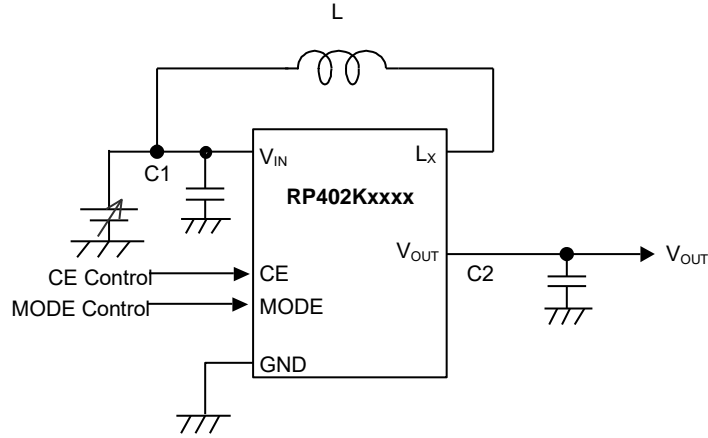 L
C1
VIN
LX
RP402Kxxxx
VOUT
C2
VOUT
CE Control
CE
MODE Control
MODE
GND